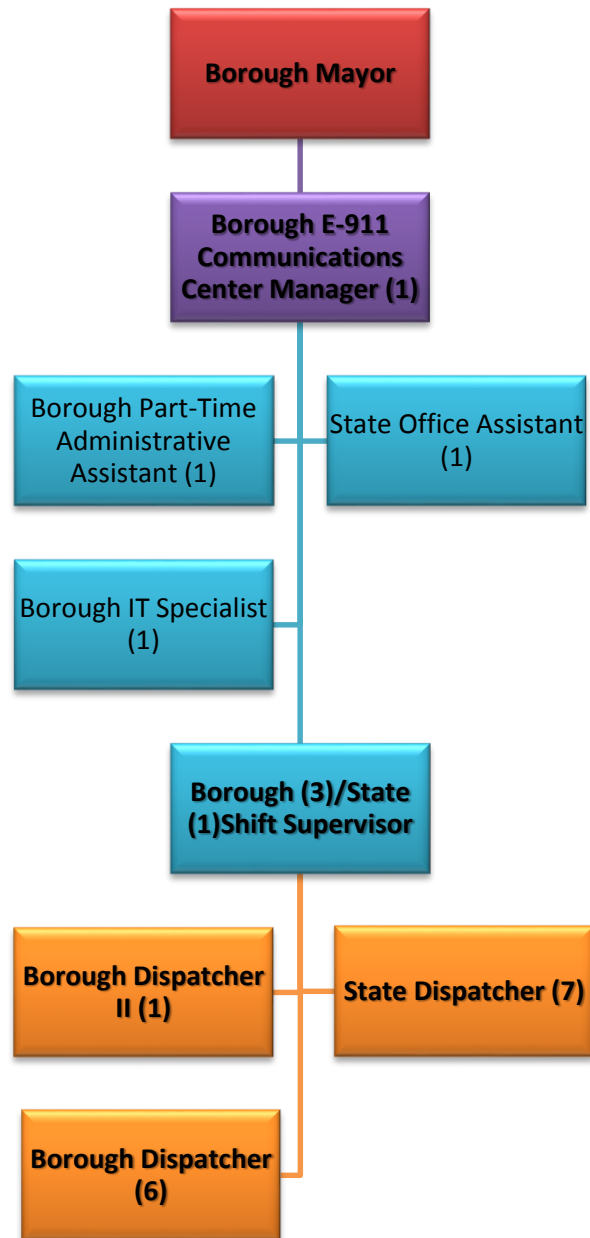 Borough Mayor
Borough E-911
Communications
Center Manager (1)
Borough Part-Time
Administrative
Assistant (1)
State Office Assistant
(1)
Borough IT Specialist
(1)
Borough (3)/State
(1)Shift Supervisor
Borough Dispatcher
II (1)
State Dispatcher (7)
Borough Dispatcher
(6)